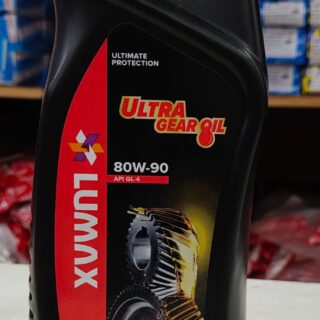 ULTIMATE
PROTECTION
ULTRA
GEAR OIL
80W-90
API GL-4
LUMAX